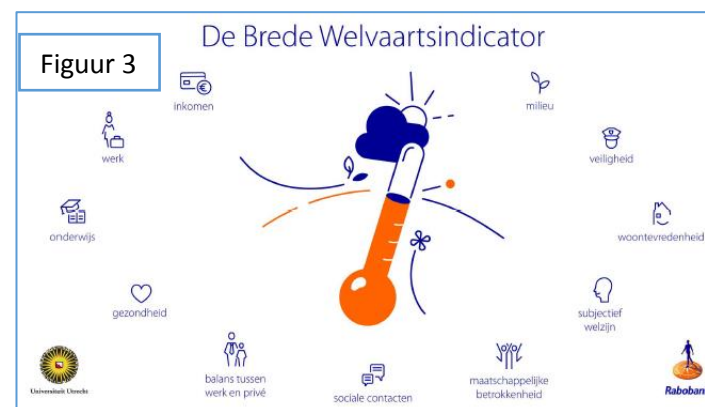 De Brede Welvaartsindicator
Figuur 3
inkomen
milieu
werk
veiligheid
onderwijs
woontevredenheid
gezondheid
subjectief
welzijn
balans tussen
werk en privé
sociale contacten
maatschappelijke
betrokkenheid
Universiteit Utrecht
Rabobank